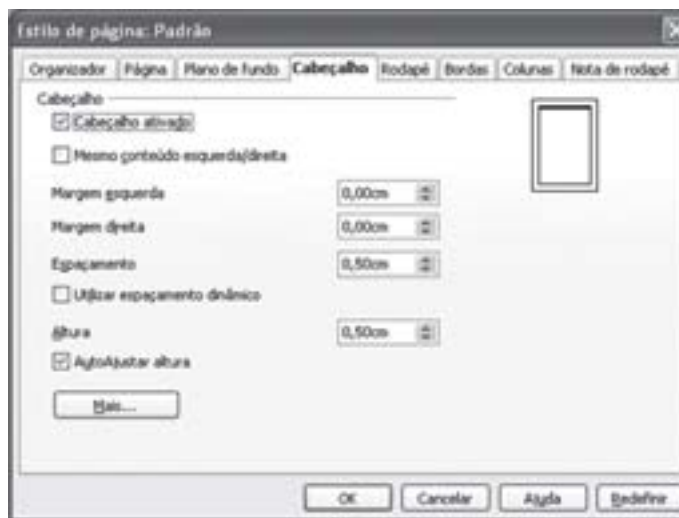 Estilo de página: Padrão
Organizador Página Plano de fundo Cabeçalho Rodapé Bordas Colunas Nota de rodapé
Cabeçalho
Cabeçalho ativado
Mesmo conteúdo esquerda/direita
Margem esquerda 0,00cm
Margem direita 0,00cm
Espaçamento 0,50cm
Utilizar espaçamento dinâmico
Altura 0,50cm
AutoAjustar altura
Mais...
OK Cancelar Ajuda Redefinir